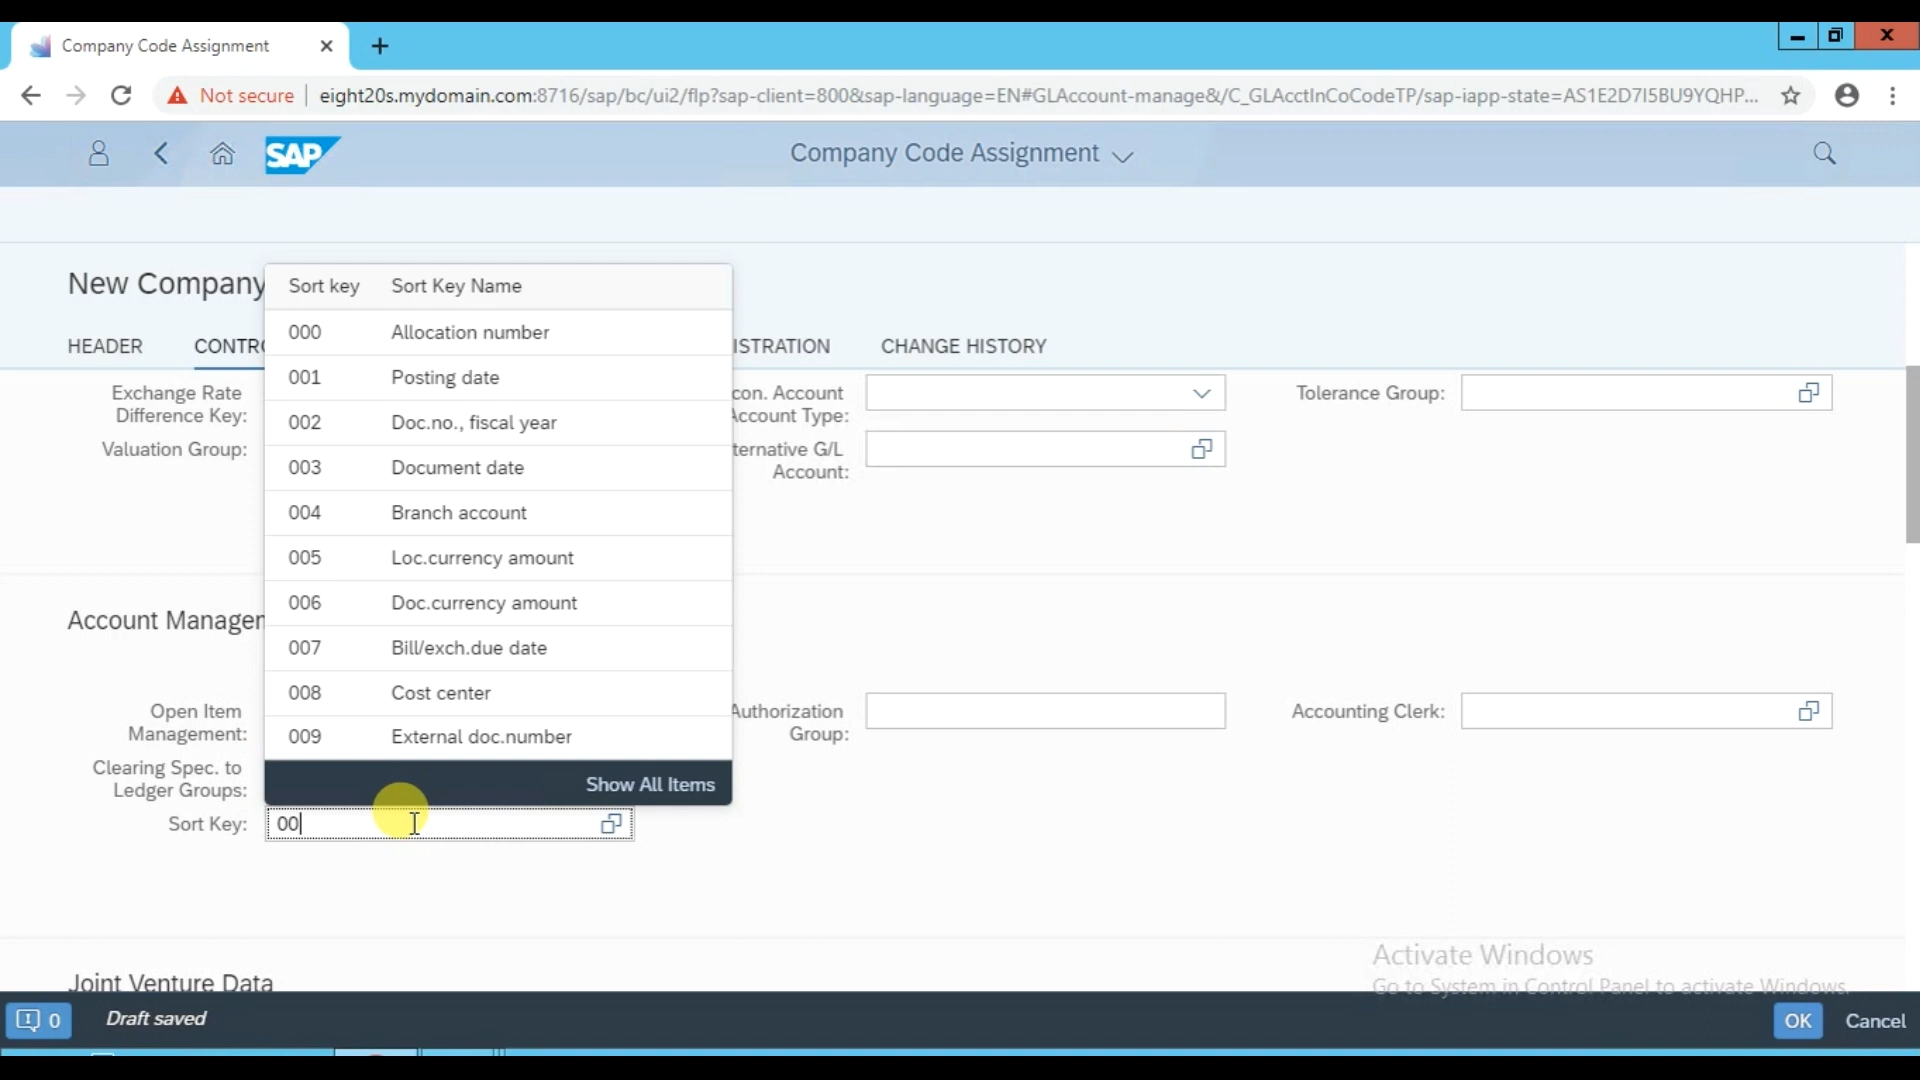 Company Code Assignment
Not secure
eight20s.mydomain.com:8716/sap/bc/ui2/flp?sap-client=800&sap-language=EN#GLAccount-manage&/C_GLAcctInCoCodeTP/sap-iapp-state=AS1E2D7I5BU9YQHP...
SAP
Company Code Assignment
New Company
HEADER
CONTRO
ISTRATION
CHANGE HISTORY
Sort key Sort Key Name
000 Allocation number
001 Posting date
002 Doc.no., fiscal year
003 Document date
004 Branch account
005 Loc.currency amount
006 Doc.currency amount
007 Bill/exch.due date
008 Cost center
009 External doc.number
Show All Items
Exchange Rate
Difference Key:
Valuation Group:
con. Account
Account Type:
ternative G/L
Account:
Tolerance Group:
Account Manager
Open Item
Management:
Clearing Spec. to
Ledger Groups:
Sort Key: 00
Authorization
Group:
Accounting Clerk:
Joint Venture Data
Activate Windows
Go to System in Control Panel to activate Windows.
0
Draft saved
OK
Cancel